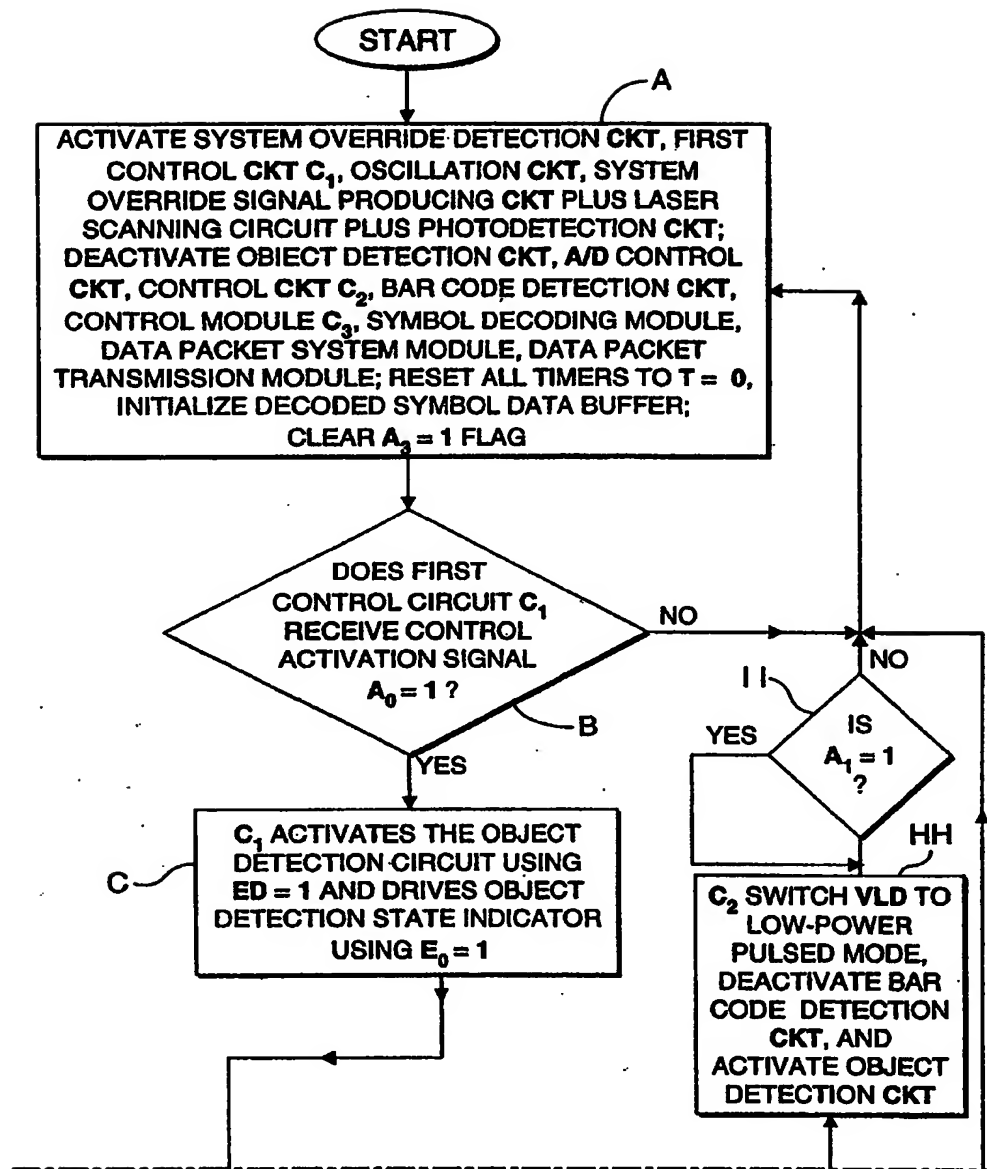 START
A
ACTIVATE SYSTEM OVERRIDE DETECTION CKT, FIRST
CONTROL CKT C₁, OSCILLATION CKT, SYSTEM
OVERRIDE SIGNAL PRODUCING CKT PLUS LASER
SCANNING CIRCUIT PLUS PHOTODETECTION CKT;
DEACTIVATE OBIECT DETECTION CKT, A/D CONTROL
CKT, CONTROL CKT C₂, BAR CODE DETECTION CKT,
CONTROL MODULE C₃, SYMBOL DECODING MODULE,
DATA PACKET SYSTEM MODULE, DATA PACKET
TRANSMISSION MODULE; RESET ALL TIMERS TO T = 0,
INITIALIZE DECODED SYMBOL DATA BUFFER;
CLEAR A₃ = 1 FLAG
DOES FIRST
CONTROL CIRCUIT C₁
RECEIVE CONTROL
ACTIVATION SIGNAL
A₀ = 1 ?
NO
B
YES
NO
I I
YES
IS
A₁ = 1
?
HH
C₁ ACTIVATES THE OBJECT
DETECTION CIRCUIT USING
ED = 1 AND DRIVES OBJECT
DETECTION STATE INDICATOR
USING E₀ = 1
C
C₂ SWITCH VLD TO
LOW-POWER
PULSED MODE,
DEACTIVATE BAR
CODE DETECTION
CKT, AND
ACTIVATE OBJECT
DETECTION CKT